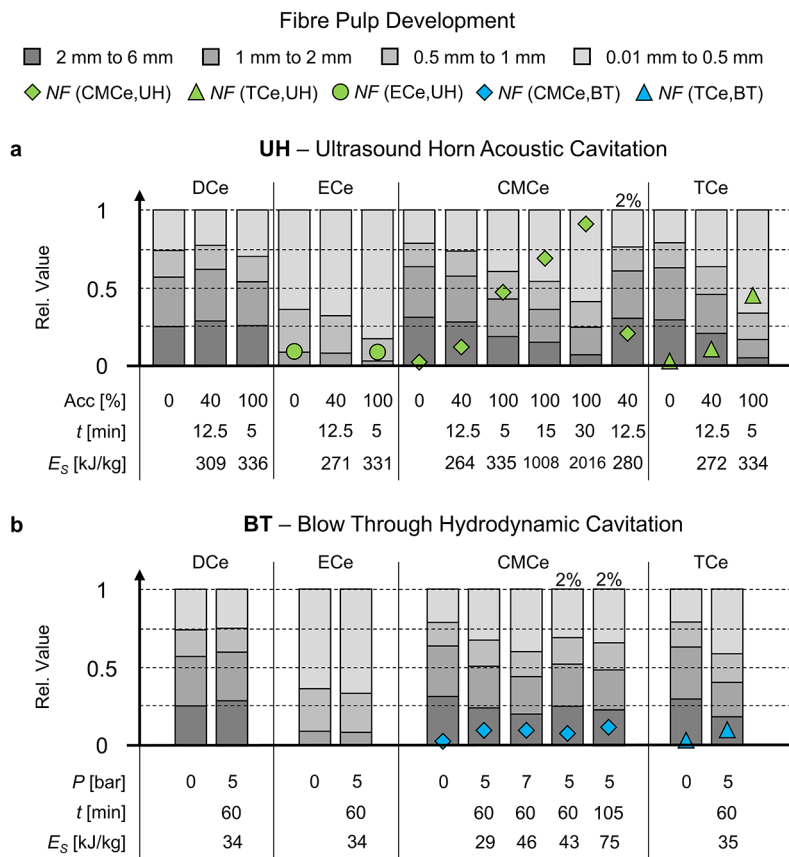 Fibre Pulp Development
2 mm to 6 mm 1 mm to 2 mm 0.5 mm to 1 mm 0.01 mm to 0.5 mm
NF (CMCe,UH) NF (TCe,UH) NF (ECe,UH) NF (CMCe,BT) NF (TCe,BT)
a UH – Ultrasound Horn Acoustic Cavitation
DCe ECe CMCe TCe
2%
1
0.5
0
Rel. Value
Acc [%] 0 40 100 0 40 100 0 40 100 100 100 40 0 40 100
t [min] 12.5 5 12.5 5 12.5 5 15 30 12.5 12.5 5
ES [kJ/kg] 309 336 271 331 264 335 1008 2016 280 272 334
b BT – Blow Through Hydrodynamic Cavitation
DCe ECe CMCe TCe
2% 2%
1
0.5
0
Rel. Value
P [bar] 0 5 0 5 0 5 7 5 5 0 5
t [min] 60 60 60 60 60 105 60
ES [kJ/kg] 34 34 29 46 43 75 35